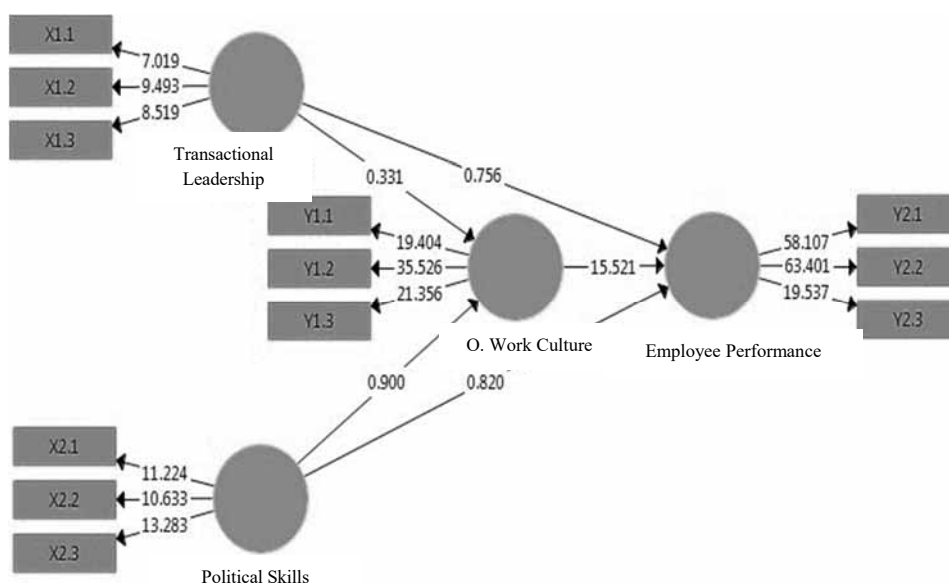 X1.1
7.019
X1.2
9.493
8.519
X1.3
Transactional
Leadership
0.331
0.756
Y1.1
19.404
Y1.2
35.526
21.356
Y1.3
15.521
O. Work Culture
Employee Performance
58.107
Y2.1
63.401
Y2.2
19.537
Y2.3
0.900
0.820
X2.1
11.224
X2.2
10.633
13.283
X2.3
Political Skills